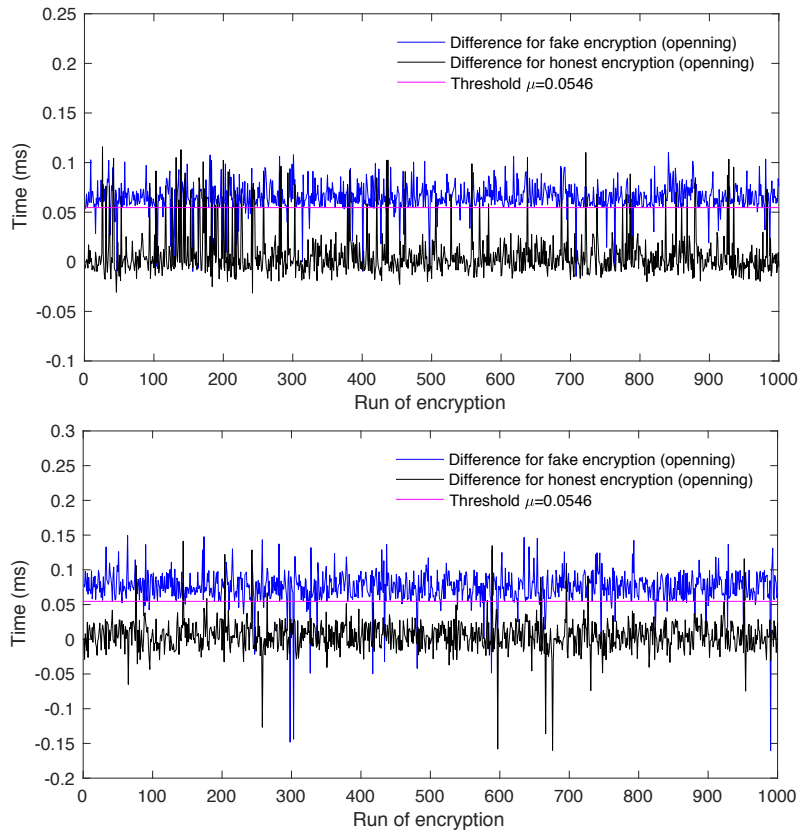 0.25
0.2
0.15
0.1
0.05
0
-0.05
-0.1
Time (ms)
Difference for fake encryption (openning)
Difference for honest encryption (openning)
Threshold μ=0.0546
0 100 200 300 400 500 600 700 800 900 1000
Run of encryption
0.3
0.25
0.2
0.15
0.1
0.05
0
-0.05
-0.1
-0.15
-0.2
Time (ms)
Difference for fake encryption (openning)
Difference for honest encryption (openning)
Threshold μ=0.0546
0 100 200 300 400 500 600 700 800 900 1000
Run of encryption